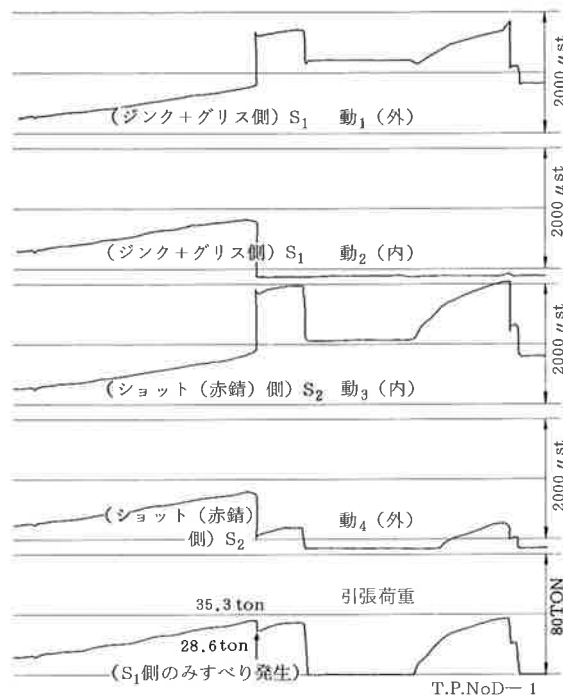 2000 μst
(ジンク+グリス側) S₁ 動₁ (外)
2000 μst
(ジンク+グリス側) S₁ 動₂ (内)
2000 μst
(ショット (赤錆) 側) S₂ 動₃ (内)
2000 μst
(ショット (赤錆)
側) S₂
動₄ (外)
80TON
引張荷重
35.3 ton
28.6 ton
(S₁側のみすべり発生)
T.P.NoD－1